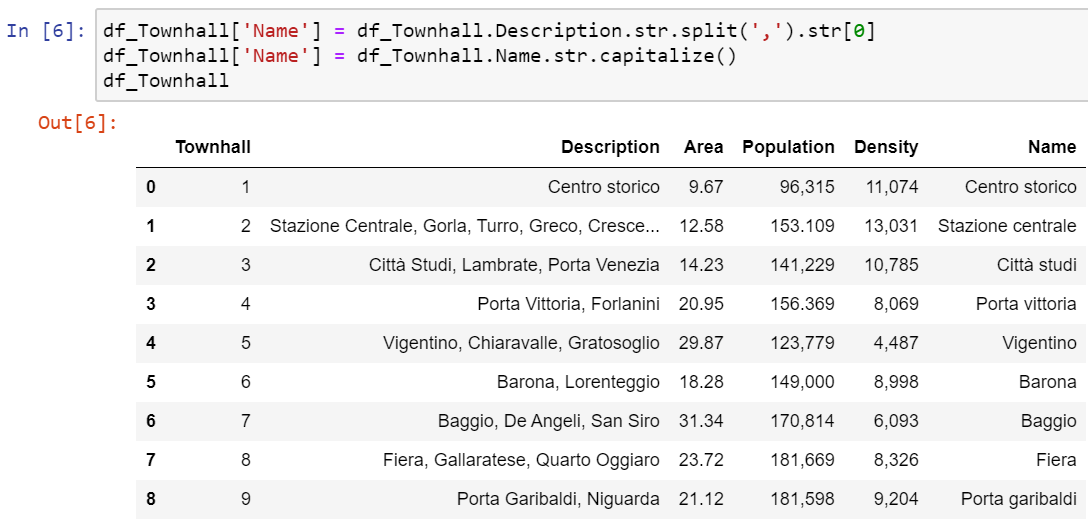 In [6]: df_Townhall['Name'] = df_Townhall.Description.str.split(',').str[0]
df_Townhall['Name'] = df_Townhall.Name.str.capitalize()
df_Townhall
Out[6]:
Townhall Description Area Population Density Name
0 1 Centro storico 9.67 96,315 11,074 Centro storico
1 2 Stazione Centrale, Gorla, Turro, Greco, Cresce... 12.58 153.109 13,031 Stazione centrale
2 3 Città Studi, Lambrate, Porta Venezia 14.23 141,229 10,785 Città studi
3 4 Porta Vittoria, Forlanini 20.95 156.369 8,069 Porta vittoria
4 5 Vigentino, Chiaravalle, Gratosoglio 29.87 123,779 4,487 Vigentino
5 6 Barona, Lorenteggio 18.28 149,000 8,998 Barona
6 7 Baggio, De Angeli, San Siro 31.34 170,814 6,093 Baggio
7 8 Fiera, Gallaratese, Quarto Oggiaro 23.72 181,669 8,326 Fiera
8 9 Porta Garibaldi, Niguarda 21.12 181,598 9,204 Porta garibaldi